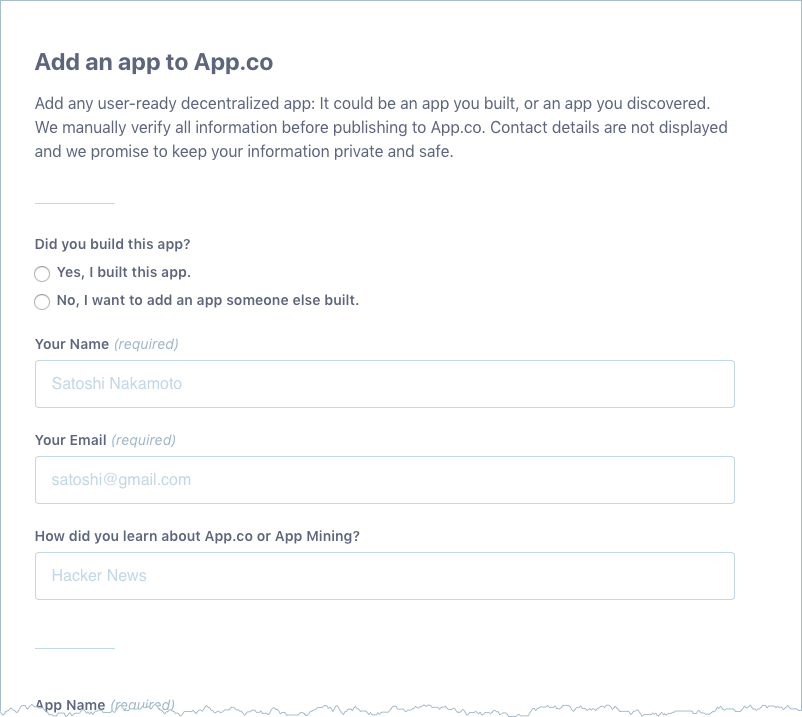 Add an app to App.co
Add any user-ready decentralized app: It could be an app you built, or an app you discovered.
We manually verify all information before publishing to App.co. Contact details are not displayed
and we promise to keep your information private and safe.
Did you build this app?
Yes, I built this app.
No, I want to add an app someone else built.
Your Name (required)
Satoshi Nakamoto
Your Email (required)
satoshi@gmail.com
How did you learn about App.co or App Mining?
Hacker News
App Name (required)